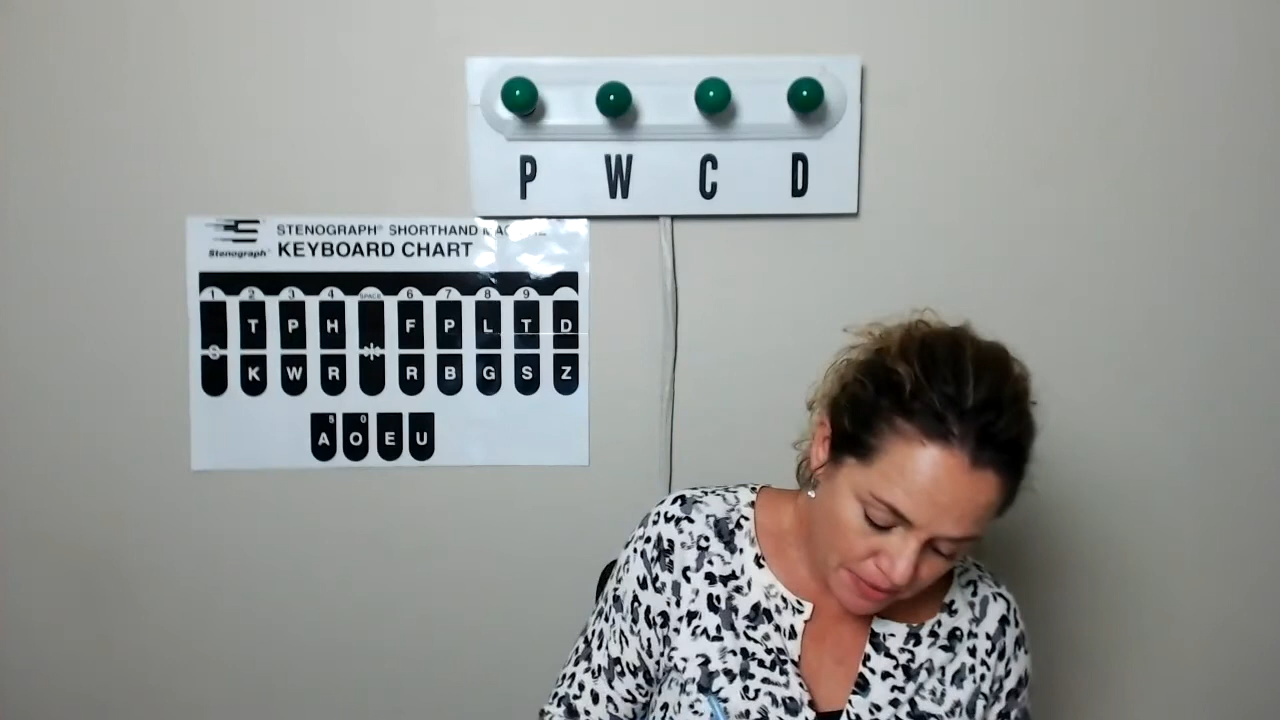 P W C D
STENOGRAPH® SHORTHAND
Stenograph® KEYBOARD CHART
1 2 3 4 SPACE 6 7 8 9
T P H F P L T D
S *
K W R R B G S Z
5 0
A O E U